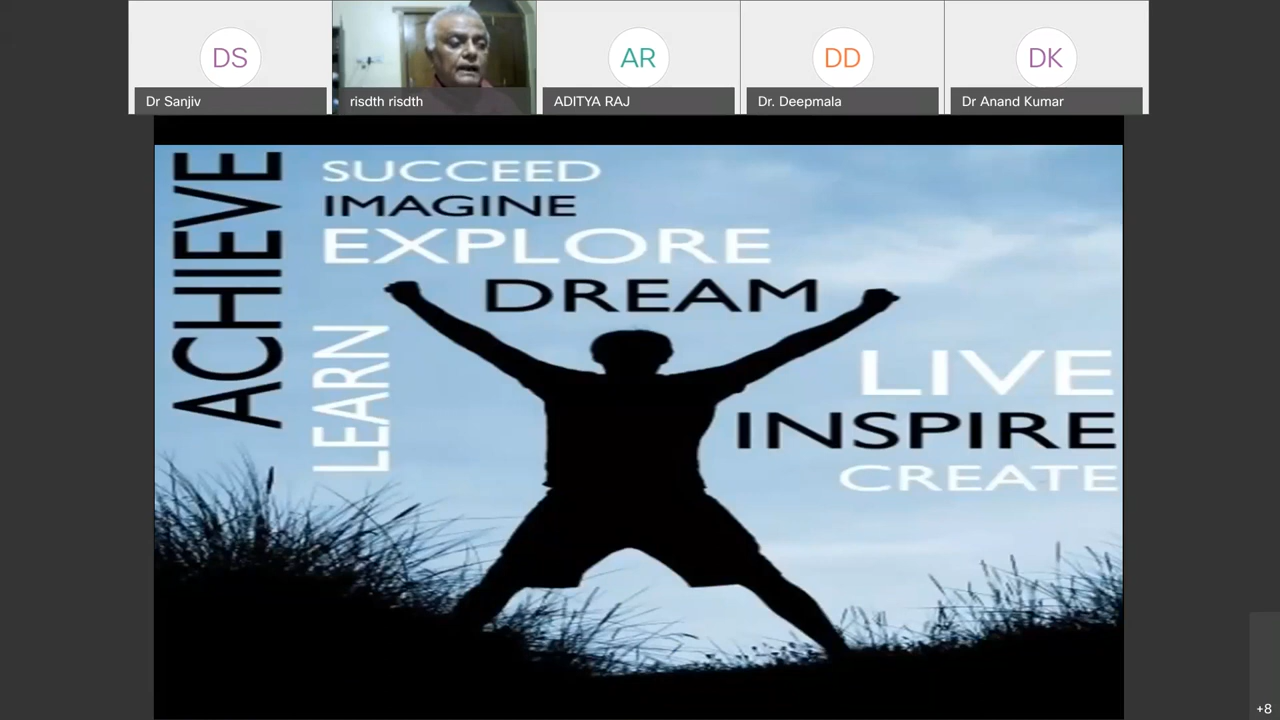 DS
AR
DD
DK
Dr Sanjiv
risdth risdth
ADITYA RAJ
Dr. Deepmala
Dr Anand Kumar
ACHIEVE
SUCCEED
IMAGINE
EXPLORE
DREAM
LEARN
LIVE
INSPIRE
CREATE
+8